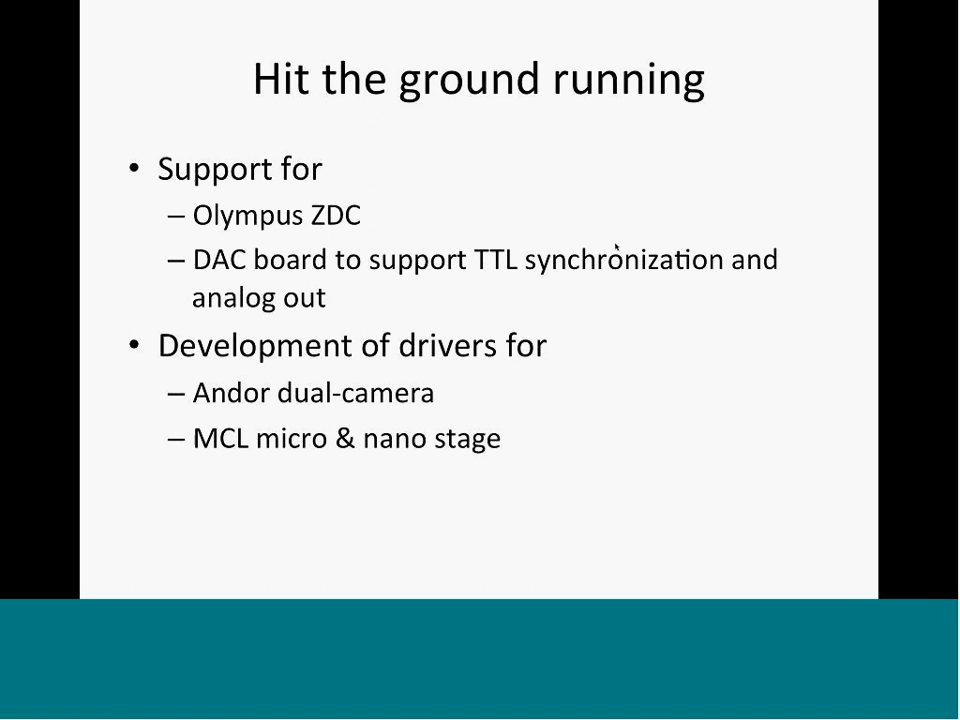 Hit the ground running
• Support for
– Olympus ZDC
– DAC board to support TTL synchronization and
analog out
• Development of drivers for
– Andor dual-camera
– MCL micro & nano stage